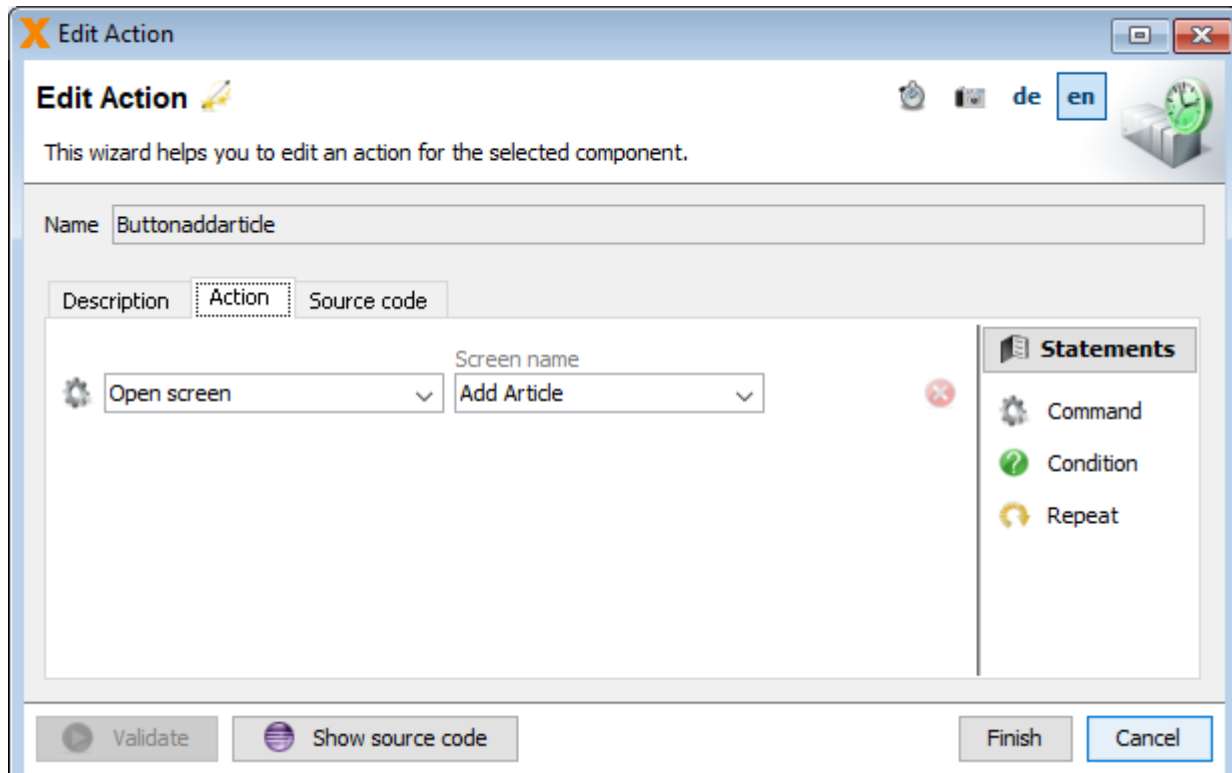 Edit Action
Edit Action
de en
This wizard helps you to edit an action for the selected component.
Name Buttonaddarticle
Description Action Source code
Statements
Screen name
Open screen Add Article
Command
Condition
Repeat
Validate Show source code Finish Cancel